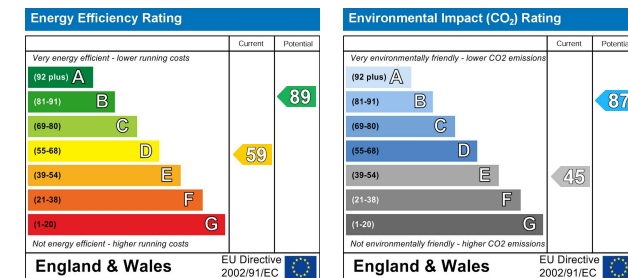 Energy Efficiency Rating
Current Potential
Very energy efficient - lower running costs
(92 plus) A
(81-91) B
89
(69-80) C
(55-68) D
59
(39-54) E
(21-38) F
(1-20) G
Not energy efficient - higher running costs
England & Wales
EU Directive
2002/91/EC
Environmental Impact (CO2) Rating
Current Potential
Very environmentally friendly - lower CO2 emissions
(92 plus) A
(81-91) B
87
(69-80) C
(55-68) D
(39-54) E
45
(21-38) F
(1-20) G
Not environmentally friendly - higher CO2 emissions
England & Wales
EU Directive
2002/91/EC